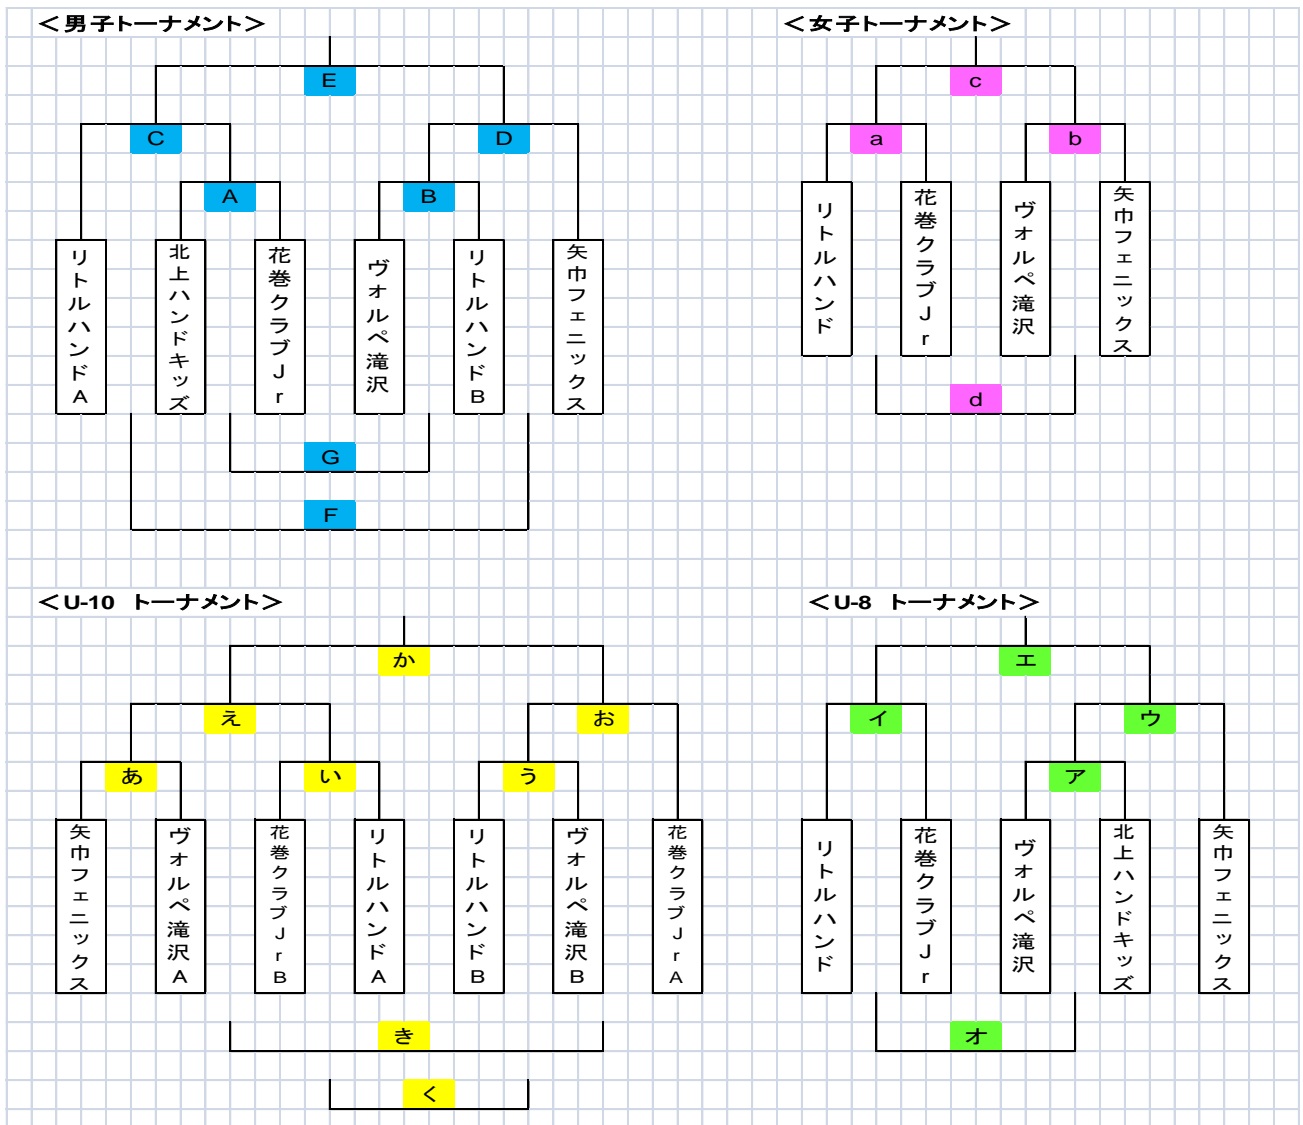 ＜男子トーナメント＞
E
C
D
A
B
リトルハンドA
北上ハンドキッズ
花巻クラブJr
ヴォルペ滝沢
リトルハンドB
矢巾フェニックス
G
F
＜女子トーナメント＞
c
a
b
リトルハンド
花巻クラブJr
ヴォルペ滝沢
矢巾フェニックス
d
＜U-10　トーナメント＞
か
え
お
あ
い
う
矢巾フェニックス
ヴォルペ滝沢A
花巻クラブJrB
リトルハンドA
リトルハンドB
ヴォルペ滝沢B
花巻クラブJrA
き
く
＜U-8　トーナメント＞
エ
イ
ウ
ア
リトルハンド
花巻クラブJr
ヴォルペ滝沢
北上ハンドキッズ
矢巾フェニックス
オ